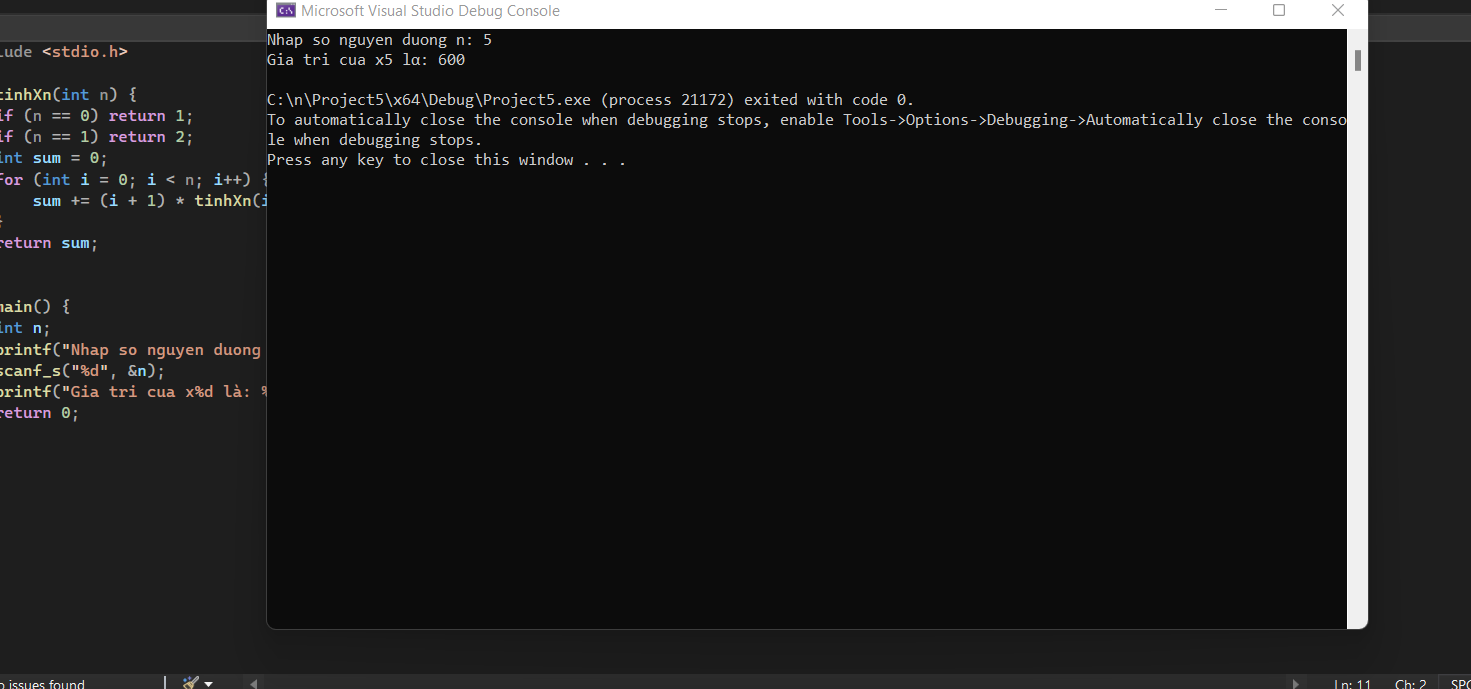 Microsoft Visual Studio Debug Console
Nhap so nguyen duong n: 5
Gia tri cua x5 lα: 600
C:\n\Project5\x64\Debug\Project5.exe (process 21172) exited with code 0.
To automatically close the console when debugging stops, enable Tools->Options->Debugging->Automatically close the conso
le when debugging stops.
Press any key to close this window . . .
lude <stdio.h>
tinhXn(int n) {
if (n == 0) return 1;
if (n == 1) return 2;
int sum = 0;
for (int i = 0; i < n; i++) {
sum += (i + 1) * tinhXn(i
}
return sum;
main() {
int n;
printf("Nhap so nguyen duong
scanf_s("%d", &n);
printf("Gia tri cua x%d là: %
return 0;
o issues found
Ln: 11 Ch: 2 SPC